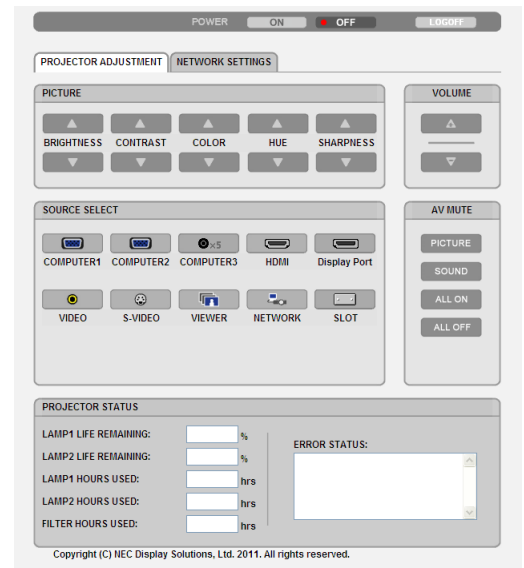 POWER ON OFF LOGOFF
PROJECTOR ADJUSTMENT NETWORK SETTINGS
PICTURE
BRIGHTNESS CONTRAST COLOR HUE SHARPNESS
VOLUME
SOURCE SELECT
×5
COMPUTER1 COMPUTER2 COMPUTER3 HDMI Display Port
VIDEO S-VIDEO VIEWER NETWORK SLOT
AV MUTE
PICTURE
SOUND
ALL ON
ALL OFF
PROJECTOR STATUS
LAMP1 LIFE REMAINING: %
LAMP2 LIFE REMAINING: %
LAMP1 HOURS USED: hrs
LAMP2 HOURS USED: hrs
FILTER HOURS USED: hrs
ERROR STATUS:
Copyright (C) NEC Display Solutions, Ltd. 2011. All rights reserved.